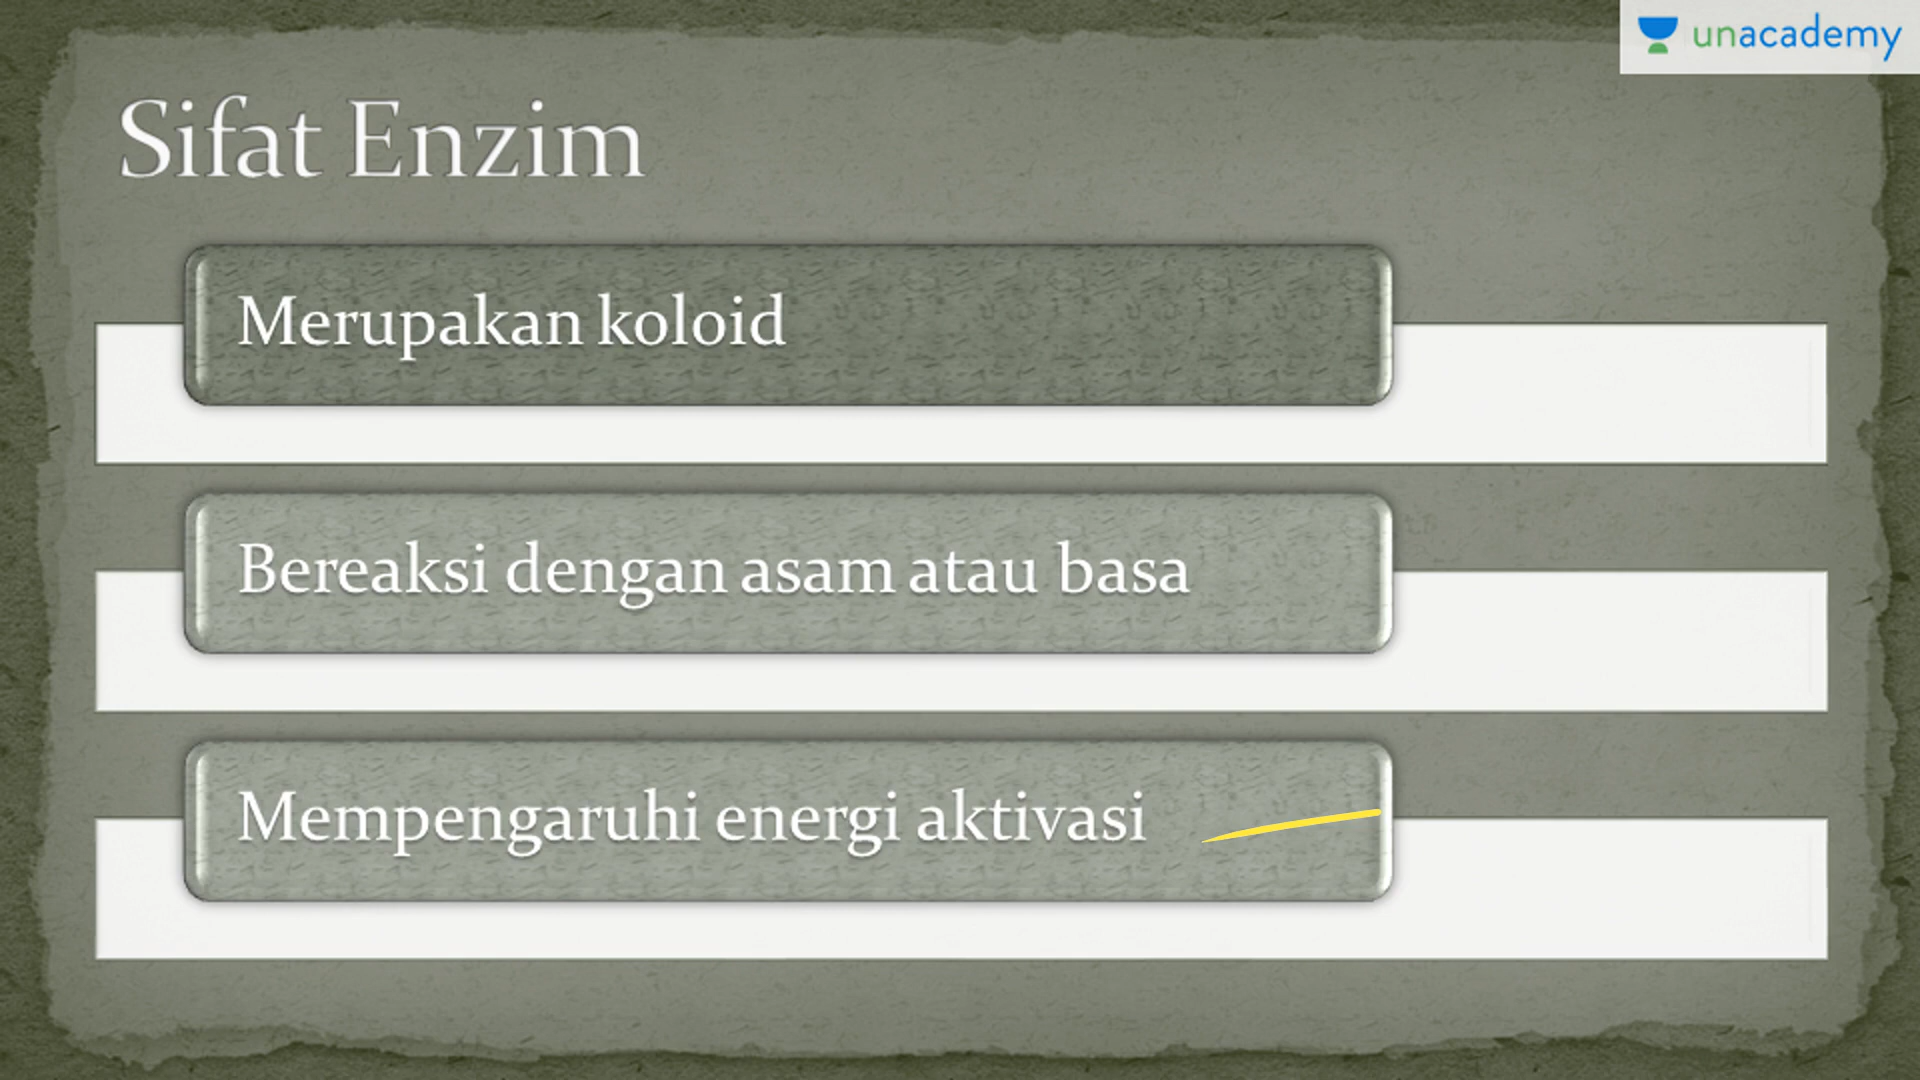 unacademy
Sifat Enzim
Merupakan koloid
Bereaksi dengan asam atau basa
Mempengaruhi energi aktivasi